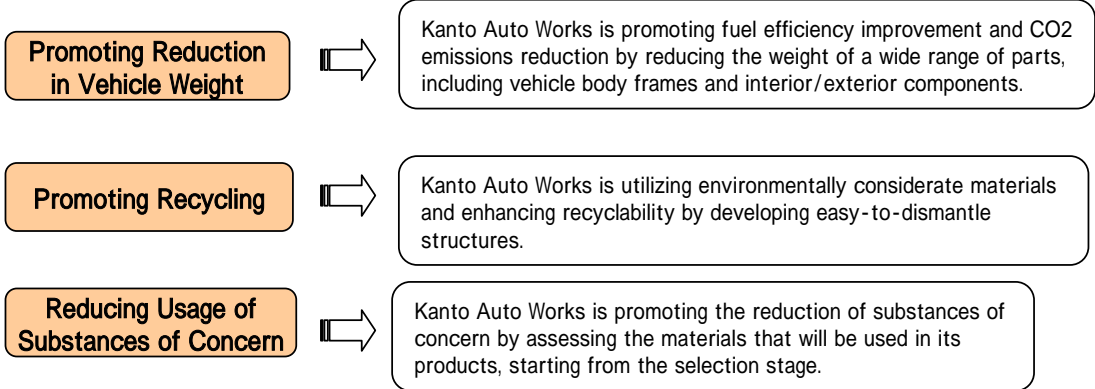 Promoting Reduction
in Vehicle Weight
Kanto Auto Works is promoting fuel efficiency improvement and CO2
emissions reduction by reducing the weight of a wide range of parts,
including vehicle body frames and interior/exterior components.
Promoting Recycling
Kanto Auto Works is utilizing environmentally considerate materials
and enhancing recyclability by developing easy-to-dismantle
structures.
Reducing Usage of
Substances of Concern
Kanto Auto Works is promoting the reduction of substances of
concern by assessing the materials that will be used in its
products, starting from the selection stage.